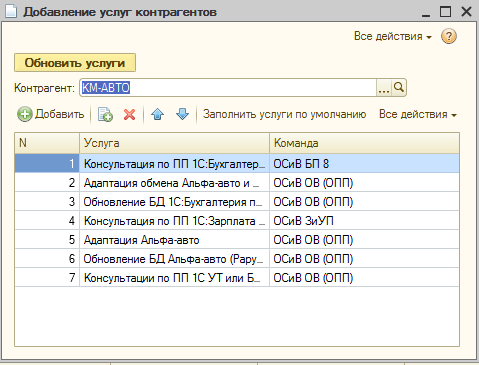 Добавление услуг контрагентов
Все действия
Обновить услуги
Контрагент: КМ-АВТО ...
Добавить Заполнить услуги по умолчанию Все действия
N Услуга Команда
1 Консультация по ПП 1С:Бухгалтер... ОСиВ БП 8
2 Адаптация обмена Альфа-авто и ... ОСиВ ОВ (ОПП)
3 Обновление БД 1С:Бухгалтерия п... ОСиВ ОВ (ОПП)
4 Консультация по ПП 1С:Зарплата ... ОСиВ ЗиУП
5 Адаптация Альфа-авто ОСиВ ОВ (ОПП)
6 Обновление БД Альфа-авто (Рару... ОСиВ ОВ (ОПП)
7 Консультации по ПП 1С УТ или Б... ОСиВ ОВ (ОПП)